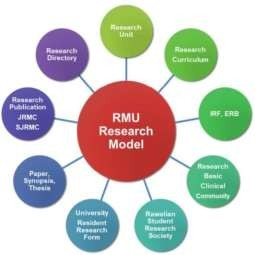 Research
Unit
Research
Curriculum
IRF, ERB
Research
Basic
Clinical
Community
Rawalian
Student
Research
Society
University
Resident
Research
Form
Paper,
Synopsis,
Thesis
Research
Publication
JRMC
SJRMC
Research
Directory
RMU
Research
Model